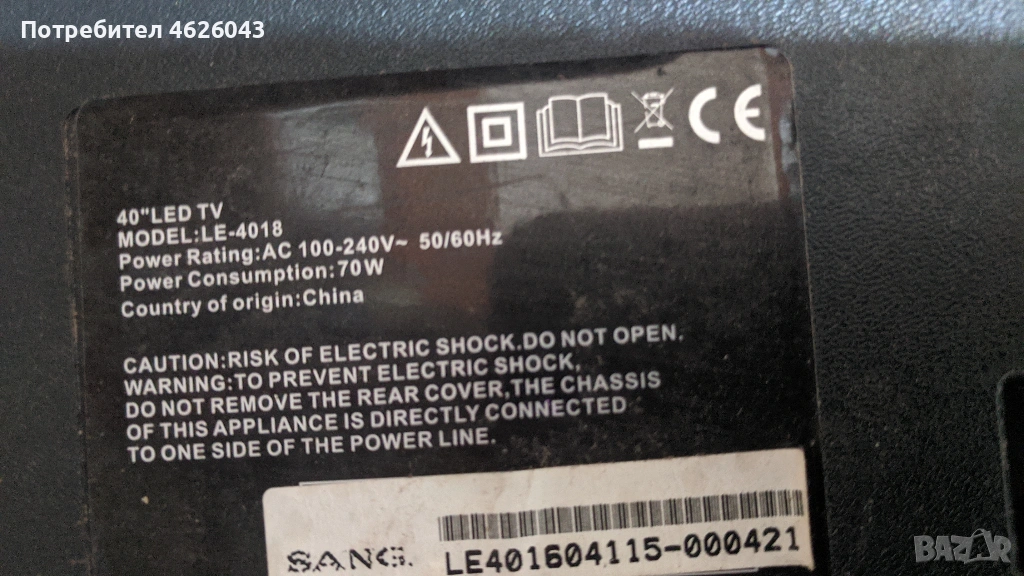 Потребител 4626043
CE
40"LED TV
MODEL:LE-4018
Power Rating:AC 100-240V~ 50/60Hz
Power Consumption:70W
Country of origin:China
CAUTION:RISK OF ELECTRIC SHOCK.DO NOT OPEN.
WARNING:TO PREVENT ELECTRIC SHOCK,
DO NOT REMOVE THE REAR COVER,THE CHASSIS
OF THIS APPLIANCE IS DIRECTLY CONNECTED
TO ONE SIDE OF THE POWER LINE.
SANG.
LE401604115-000421
BAZAR